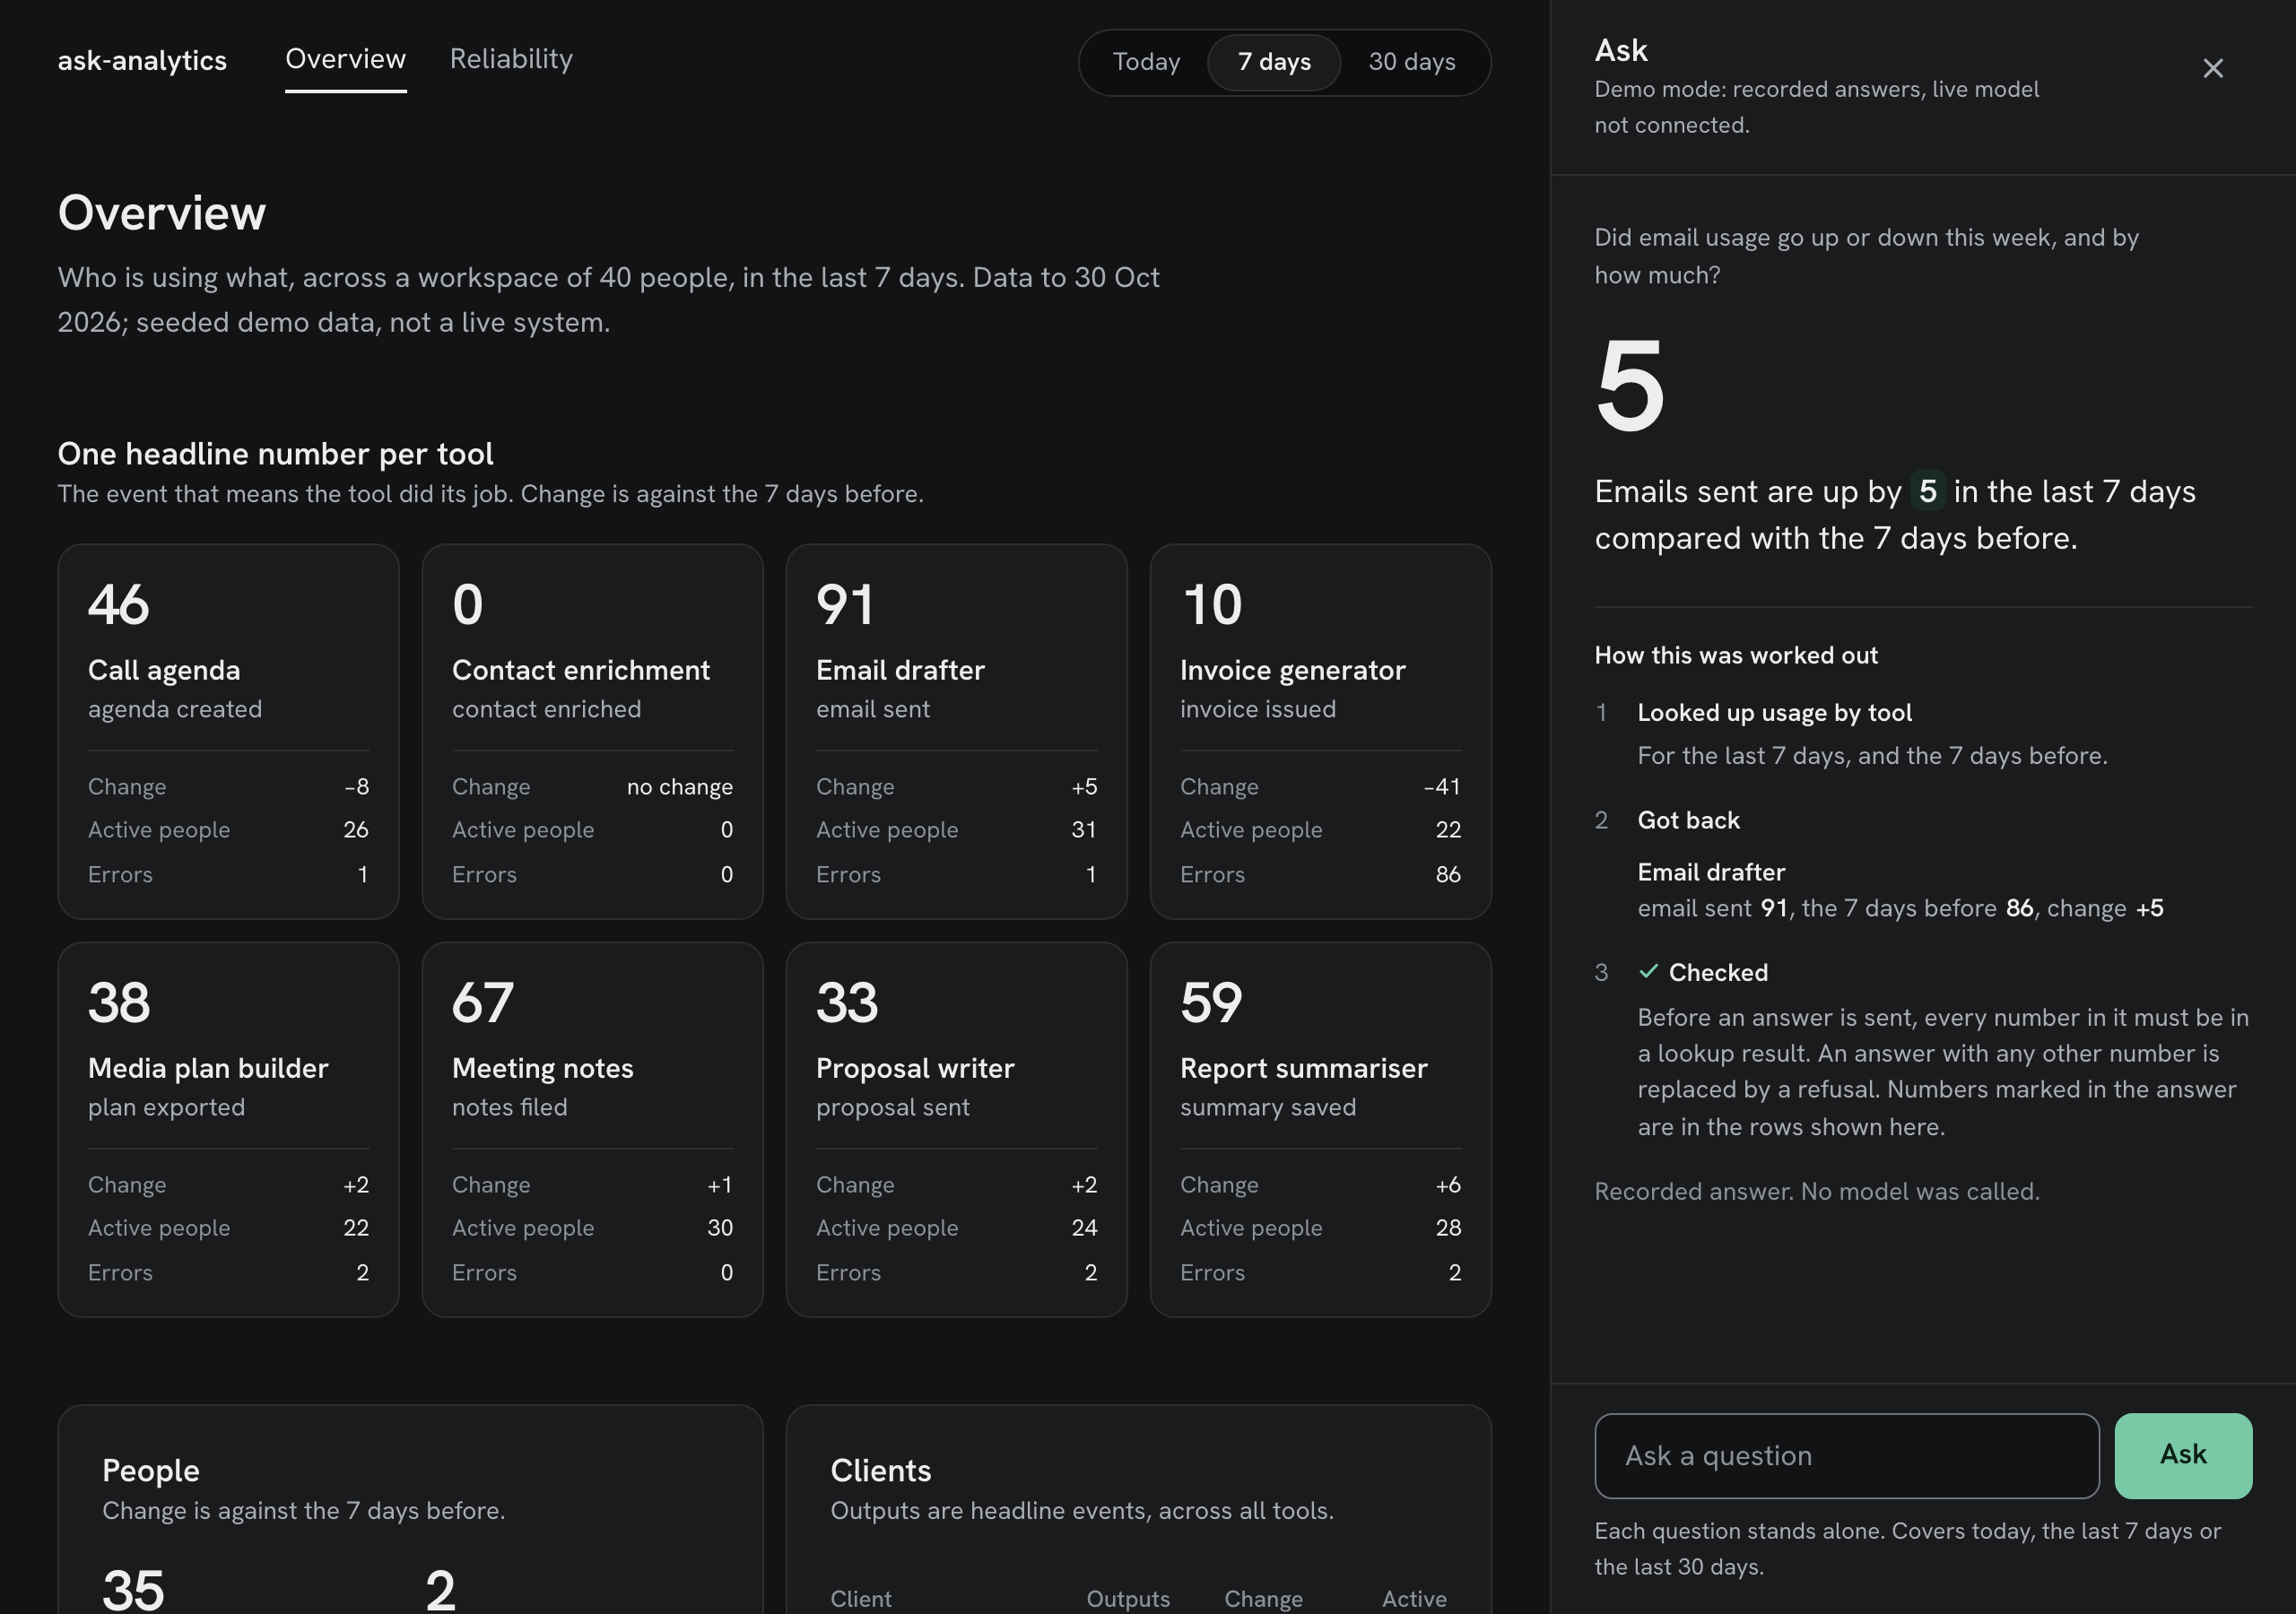 ask-analytics
Overview
Reliability
Today
7 days
30 days
Overview
Who is using what, across a workspace of 40 people, in the last 7 days. Data to 30 Oct
2026; seeded demo data, not a live system.
One headline number per tool
The event that means the tool did its job. Change is against the 7 days before.
46
Call agenda
agenda created
Change –8
Active people 26
Errors 1
0
Contact enrichment
contact enriched
Change no change
Active people 0
Errors 0
91
Email drafter
email sent
Change +5
Active people 31
Errors 1
10
Invoice generator
invoice issued
Change –41
Active people 22
Errors 86
38
Media plan builder
plan exported
Change +2
Active people 22
Errors 2
67
Meeting notes
notes filed
Change +1
Active people 30
Errors 0
33
Proposal writer
proposal sent
Change +2
Active people 24
Errors 2
59
Report summariser
summary saved
Change +6
Active people 28
Errors 2
People
Change is against the 7 days before.
35 2
Clients
Outputs are headline events, across all tools.
Client Outputs Change Active
Ask
Demo mode: recorded answers, live model
not connected.
Did email usage go up or down this week, and by
how much?
5
Emails sent are up by 5 in the last 7 days
compared with the 7 days before.
How this was worked out
1 Looked up usage by tool
For the last 7 days, and the 7 days before.
2 Got back
Email drafter
email sent 91, the 7 days before 86, change +5
3 Checked
Before an answer is sent, every number in it must be in
a lookup result. An answer with any other number is
replaced by a refusal. Numbers marked in the answer
are in the rows shown here.
Recorded answer. No model was called.
Ask a question
Ask
Each question stands alone. Covers today, the last 7 days or
the last 30 days.